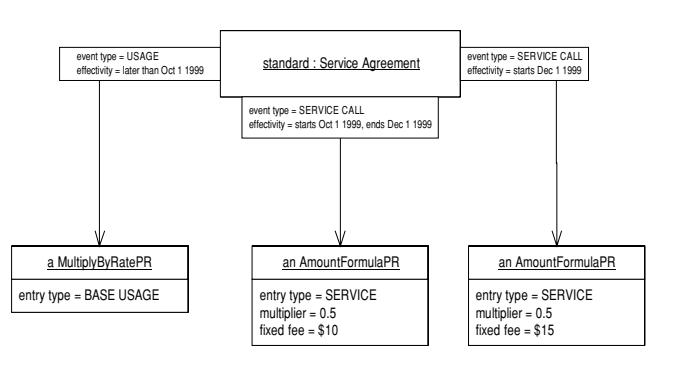 event type = USAGE
effectivity = later than Oct 1 1999
standard : Service Agreement
event type = SERVICE CALL
effectivity = starts Dec 1 1999
event type = SERVICE CALL
effectivity = starts Oct 1 1999, ends Dec 1 1999
a MultiplyByRatePR
entry type = BASE USAGE
an AmountFormulaPR
entry type = SERVICE
multiplier = 0.5
fixed fee = $10
an AmountFormulaPR
entry type = SERVICE
multiplier = 0.5
fixed fee = $15